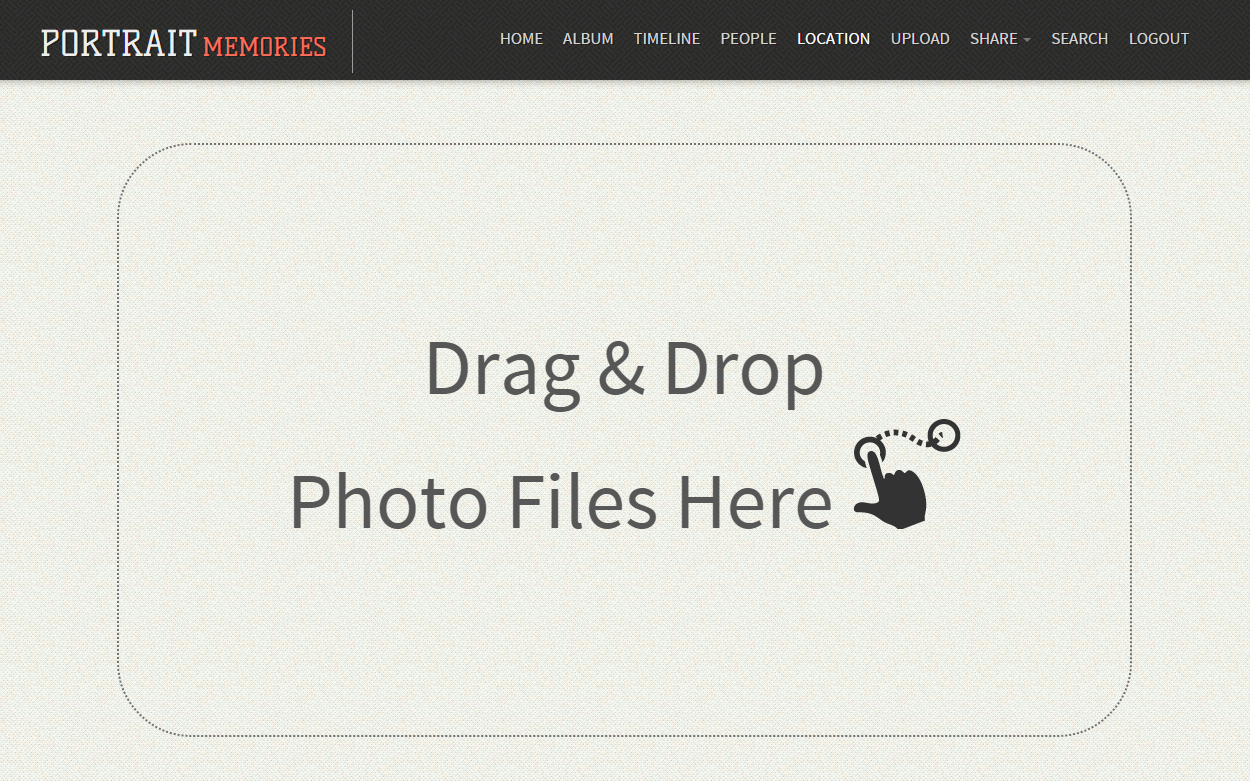 PORTRAIT MEMORIES
HOME ALBUM TIMELINE PEOPLE LOCATION UPLOAD SHARE SEARCH LOGOUT
Drag & Drop
Photo Files Here